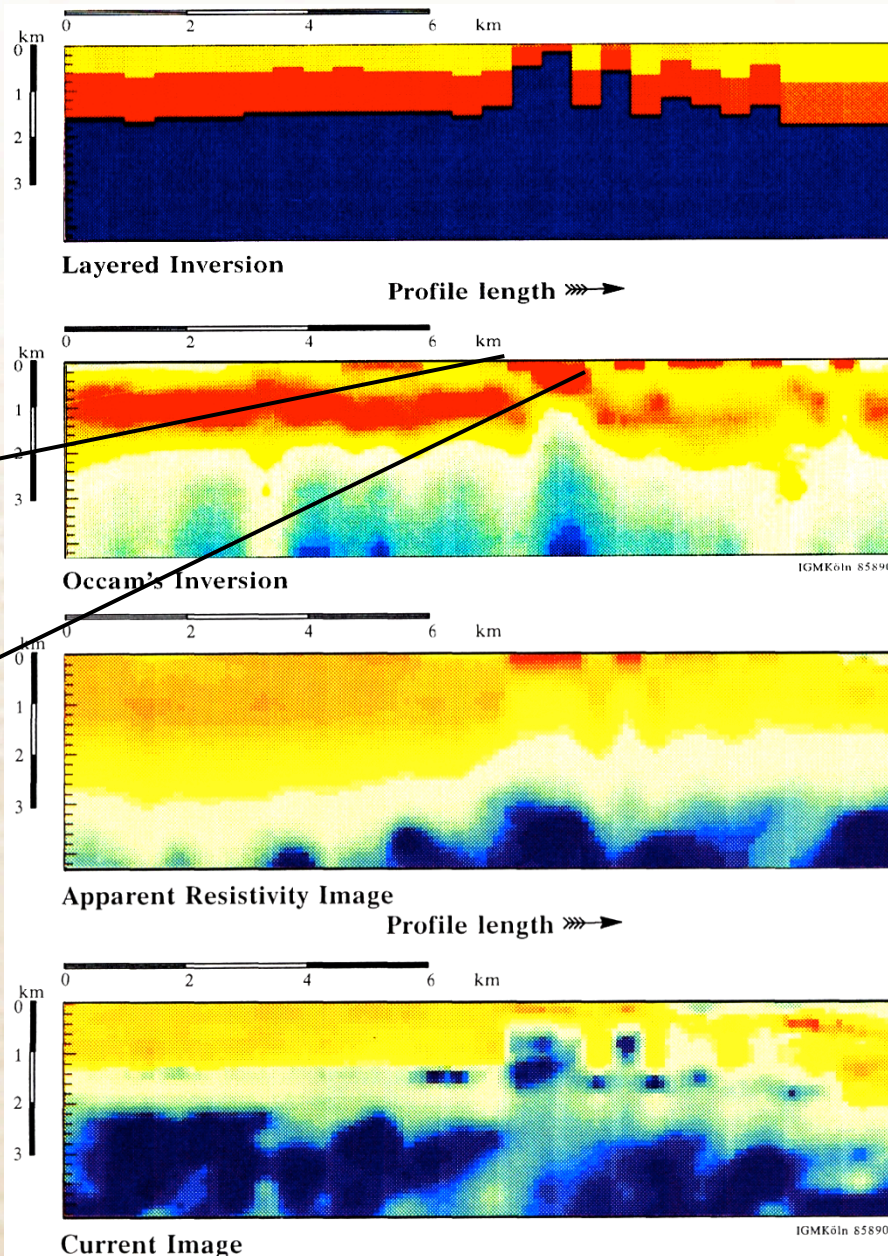 0 2 4 6 km
km
0
1
2
3
Layered Inversion
Profile length
0 2 4 6 km
km
0
1
2
3
Occam's Inversion
IGMKöln 85890
0 2 4 6 km
km
0
1
2
3
Apparent Resistivity Image
Profile length
0 2 4 6 km
km
0
1
2
3
Current Image
IGMKöln 85890